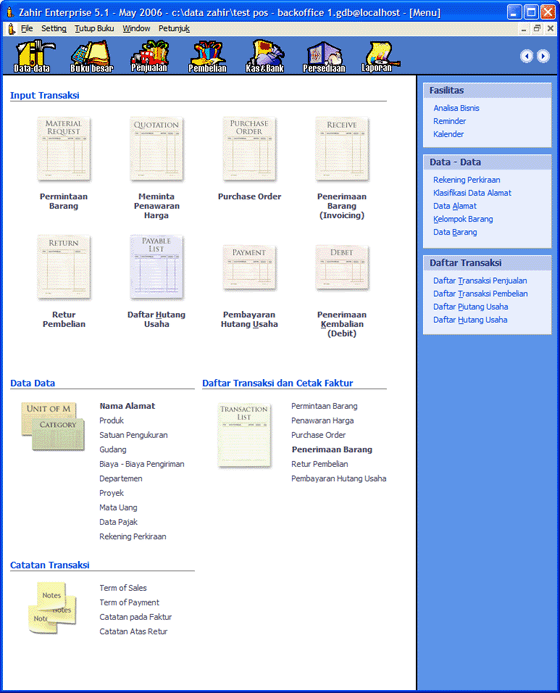 Zahir Enterprise 5.1 - May 2006 - c:\data zahir\test pos - backoffice 1.gdb@localhost - [Menu]
File Setting Tutup Buku Window Petunjuk
Data-data Buku besar Penjualan Pembelian Kas&Bank Persediaan Laporan
Input Transaksi
MATERIAL
REQUEST
Permintaan
Barang
QUOTATION
Meminta
Penawaran
Harga
PURCHASE
ORDER
Purchase Order
RECEIVE
Penerimaan
Barang
(Invoicing)
RETURN
Retur
Pembelian
PAYABLE
LIST
Daftar Hutang
Usaha
PAYMENT
Pembayaran
Hutang Usaha
DEBET
Penerimaan
Kembalian
(Debit)
Data Data
UNIT OF M
CATEGORY
Nama Alamat
Produk
Satuan Pengukuran
Gudang
Biaya - Biaya Pengiriman
Departemen
Proyek
Mata Uang
Data Pajak
Rekening Perkiraan
Daftar Transaksi dan Cetak Faktur
TRANSACTION
LIST
Permintaan Barang
Penawaran Harga
Purchase Order
Penerimaan Barang
Retur Pembelian
Pembayaran Hutang Usaha
Catatan Transaksi
Notes
Notes
Not
Term of Sales
Term of Payment
Catatan pada Faktur
Catatan Atas Retur
Fasilitas
Analisa Bisnis
Reminder
Kalender
Data - Data
Rekening Perkiraan
Klasifikasi Data Alamat
Data Alamat
Kelompok Barang
Data Barang
Daftar Transaksi
Daftar Transaksi Penjualan
Daftar Transaksi Pembelian
Daftar Piutang Usaha
Daftar Hutang Usaha